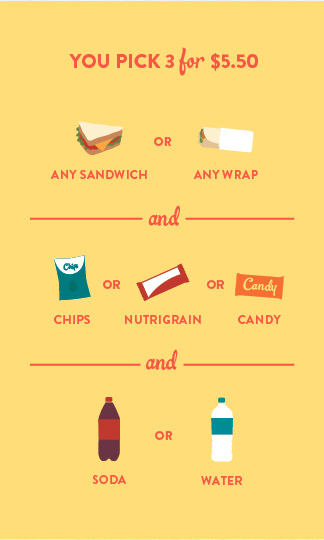 YOU PICK 3 for $5.50
OR
ANY SANDWICH ANY WRAP
and
Chip OR OR Candy
CHIPS NUTRIGRAIN CANDY
and
OR
SODA WATER